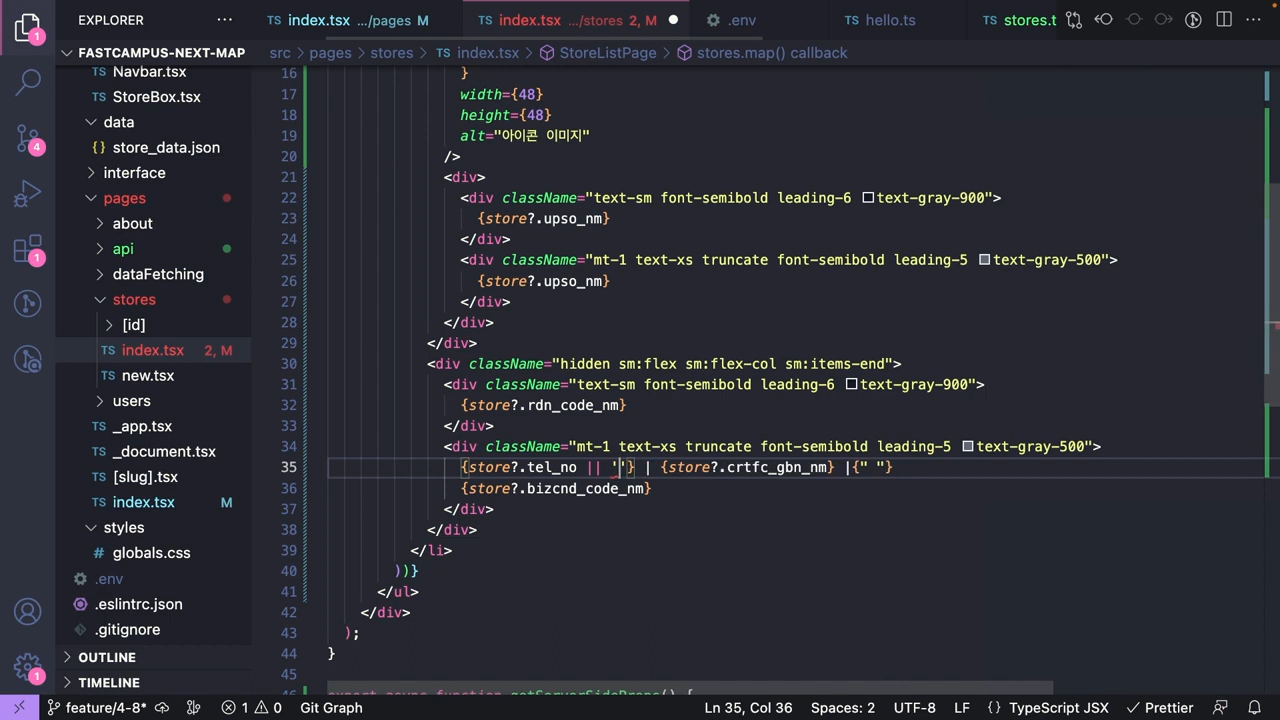 EXPLORER
index.tsx .../pages M
index.tsx .../stores 2, M
.env
hello.ts
stores.t
FASTCAMPUS-NEXT-MAP
src > pages > stores > TS index.tsx > StoreListPage > stores.map() callback
TS Navbar.tsx
TS StoreBox.tsx
data
{} store_data.json
interface
pages
about
api
dataFetching
stores
[id]
TS index.tsx 2, M
TS new.tsx
users
TS _app.tsx
TS _document.tsx
TS [slug].tsx
TS index.tsx M
styles
# globals.css
.env
.eslintrc.json
.gitignore
OUTLINE
TIMELINE
16 }
17 width={48}
18 height={48}
19 alt="아이콘 이미지"
20 />
21 <div>
22 <div className="text-sm font-semibold leading-6 text-gray-900">
23 {store?.upso_nm}
24 </div>
25 <div className="mt-1 text-xs truncate font-semibold leading-5 text-gray-500">
26 {store?.upso_nm}
27 </div>
28 </div>
29 </div>
30 <div className="hidden sm:flex sm:flex-col sm:items-end">
31 <div className="text-sm font-semibold leading-6 text-gray-900">
32 {store?.rdn_code_nm}
33 </div>
34 <div className="mt-1 text-xs truncate font-semibold leading-5 text-gray-500">
35 {store?.tel_no || ''} | {store?.crtfc_gbn_nm} |{" "}
36 {store?.bizcnd_code_nm}
37 </div>
38 </div>
39 </li>
40 ))}
41 </ul>
42 </div>
43 );
44 }
45
46 export async function getServerSideProps() {
1
4
1
1
feature/4-8* 1 0 Git Graph Ln 35, Col 36 Spaces: 2 UTF-8 LF {} TypeScript JSX Prettier